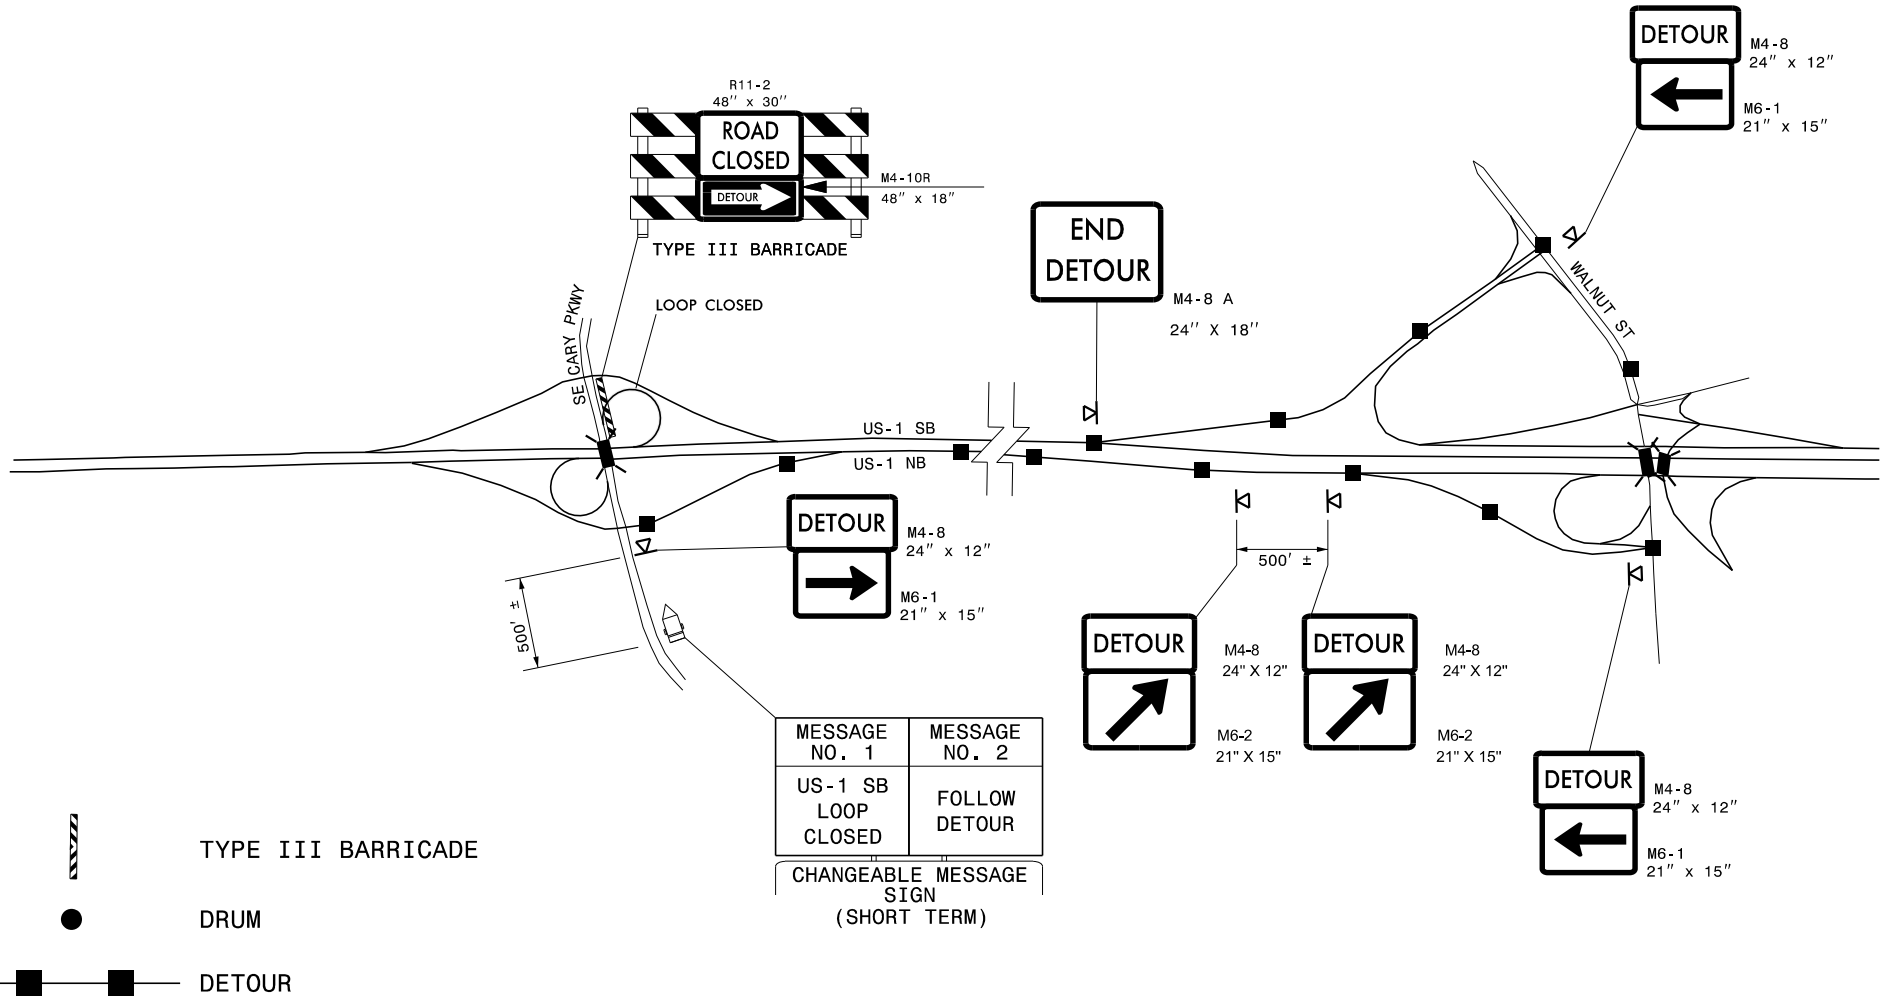 DETOUR
M4-8
24" x 12"
M6-1
21" x 15"
R11-2
48" x 30"
ROAD
CLOSED
DETOUR
M4-10R
48" x 18"
TYPE III BARRICADE
END
DETOUR
M4-8 A
24" X 18"
SE CARY PKWY
LOOP CLOSED
WALNUT ST
US-1 SB
US-1 NB
DETOUR
M4-8
24" x 12"
M6-1
21" x 15"
500' ±
500' ±
DETOUR
M4-8
24" X 12"
M6-2
21" X 15"
DETOUR
M4-8
24" X 12"
M6-2
21" X 15"
MESSAGE
NO. 1
MESSAGE
NO. 2
US-1 SB
LOOP
CLOSED
FOLLOW
DETOUR
CHANGEABLE MESSAGE
SIGN
(SHORT TERM)
DETOUR
M4-8
24" x 12"
M6-1
21" x 15"
TYPE III BARRICADE
DRUM
DETOUR